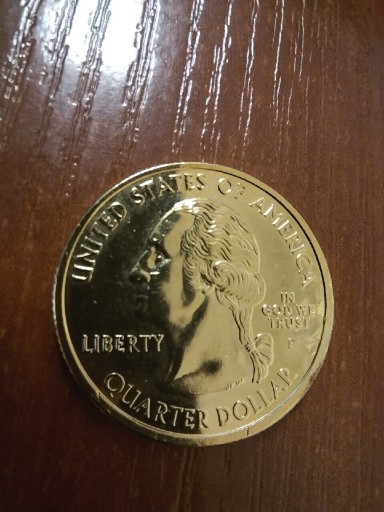 UNITED STATES OF AMERICA
LIBERTY
IN
GOD WE
TRUST
P
QUARTER DOLLAR